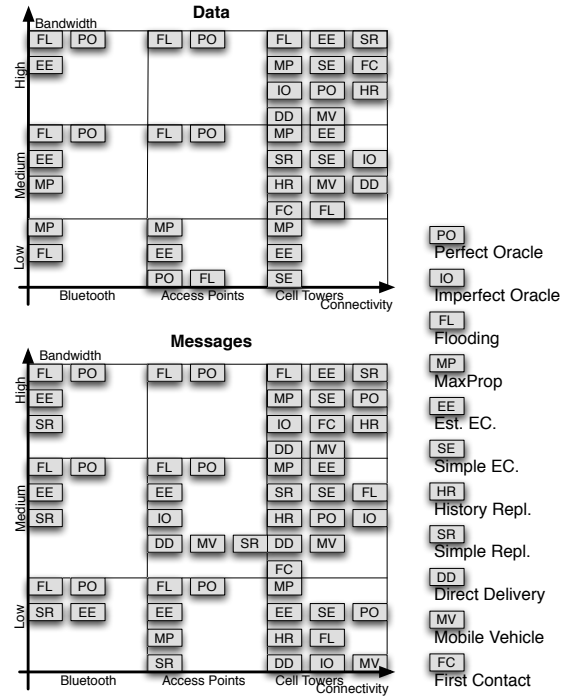 Data
Bandwidth
High
FL PO FL PO FL EE SR
EE MP SE FC
IO PO HR
DD MV
Medium
FL PO FL PO MP EE
EE SR SE IO
MP HR MV DD
FC FL
Low
MP MP MP
FL EE EE
PO FL SE
Bluetooth Access Points Cell Towers
Connectivity
Messages
Bandwidth
High
FL PO FL PO FL EE SR
EE MP SE PO
SR IO FC HR
DD MV
Medium
FL PO FL PO MP EE
EE EE SR SE FL
SR IO HR PO IO
DD MV SR DD MV
FC
Low
FL PO FL PO MP
SR EE EE EE SE PO
MP HR FL
SR DD IO MV
Bluetooth Access Points Cell Towers
Connectivity
PO
Perfect Oracle
IO
Imperfect Oracle
FL
Flooding
MP
MaxProp
EE
Est. EC.
SE
Simple EC.
HR
History Repl.
SR
Simple Repl.
DD
Direct Delivery
MV
Mobile Vehicle
FC
First Contact